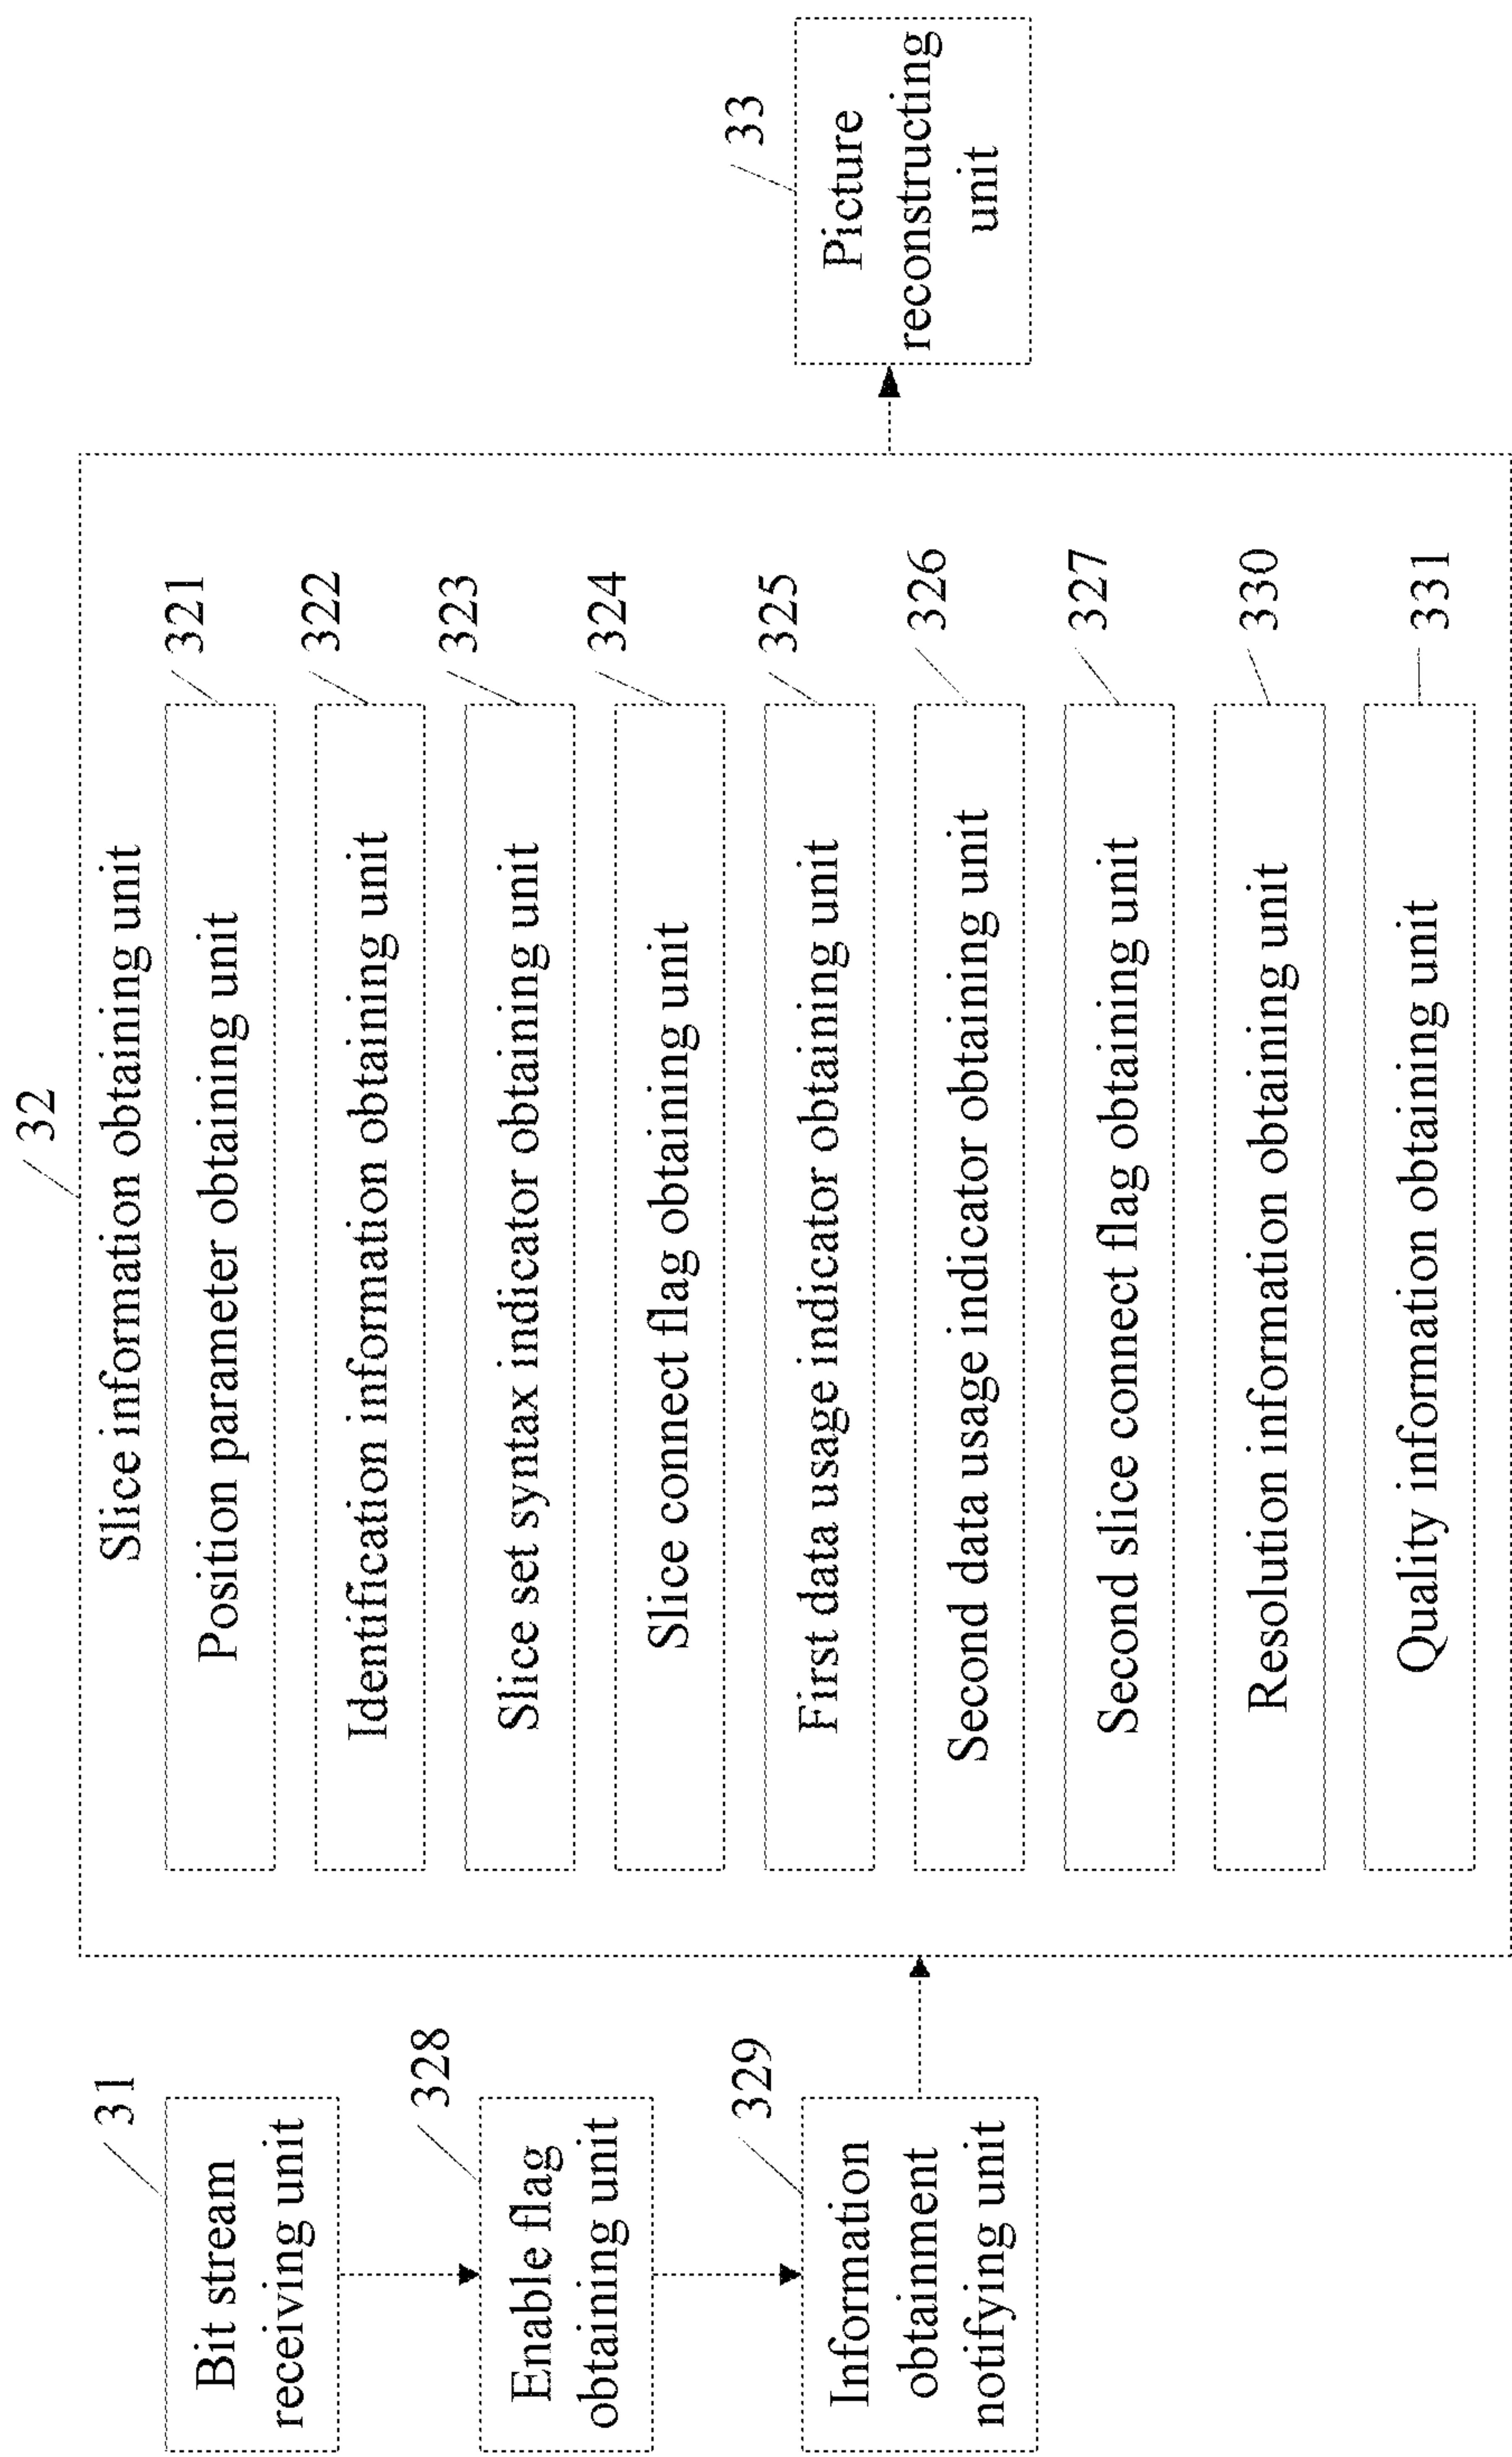 31
Bit stream
receiving unit
328
Enable flag
obtaining unit
329
Information
obtainment
notifying unit
32
Slice information obtaining unit
321
Position parameter obtaining unit
322
Identification information obtaining unit
323
Slice set syntax indicator obtaining unit
324
Slice connect flag obtaining unit
325
First data usage indicator obtaining unit
326
Second data usage indicator obtaining unit
327
Second slice connect flag obtaining unit
330
Resolution information obtaining unit
331
Quality information obtaining unit
33
Picture
reconstructing
unit